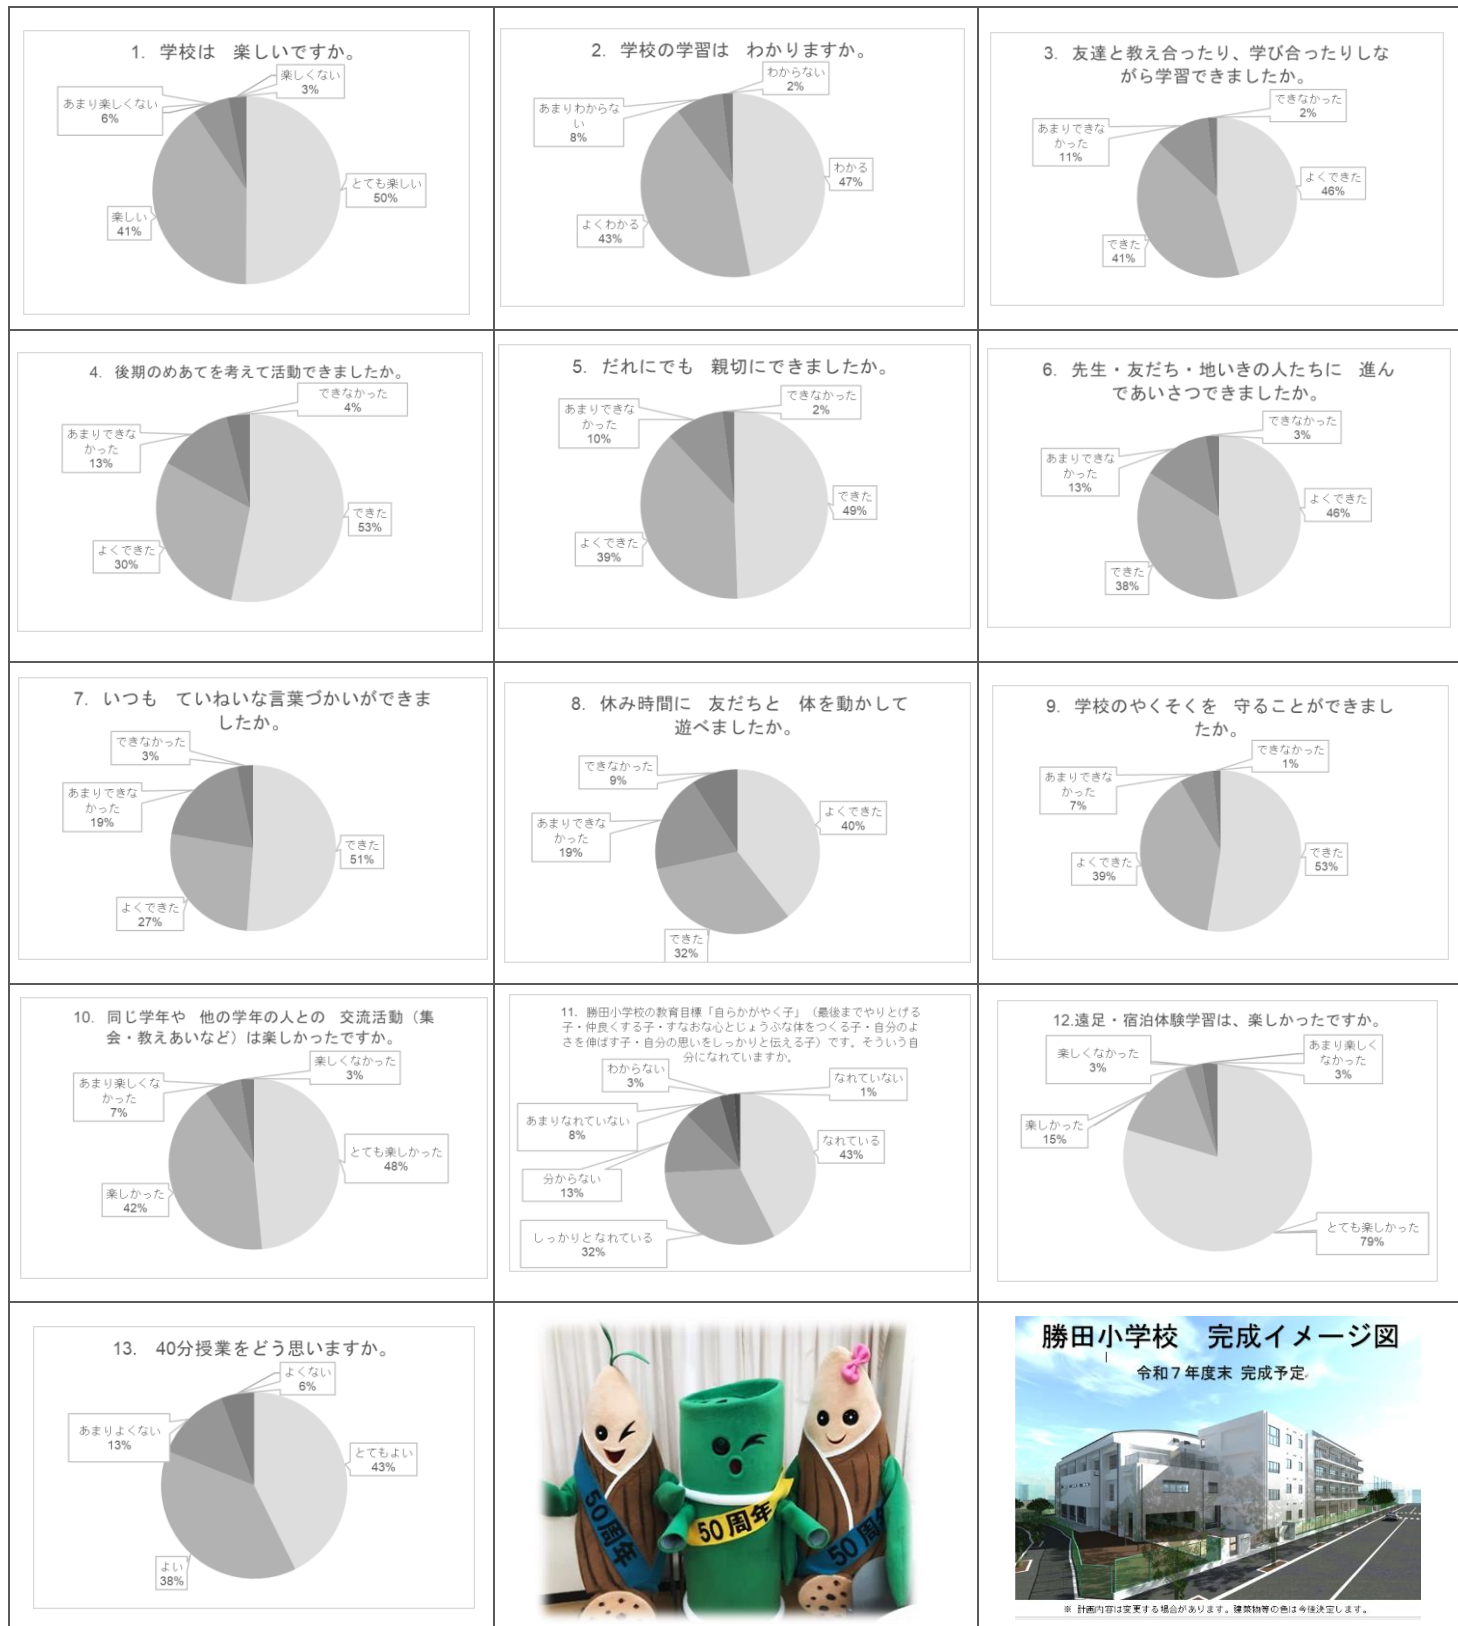 1. 学校は 楽しいですか。
楽しくない
3%
あまり楽しくない
6%
とても楽しい
50%
楽しい
41%
2. 学校の学習は わかりますか。
わからない
2%
あまりわからな
い
8%
わかる
47%
よくわかる
43%
3. 友達と教え合ったり、学び合ったりしな
がら学習できましたか。
できなかった
2%
あまりできな
かった
11%
よくできた
46%
できた
41%
4. 後期のめあてを考えて活動できましたか。
できなかった
4%
あまりできな
かった
13%
できた
53%
よくできた
30%
5. だれにでも 親切にできましたか。
できなかった
2%
あまりできな
かった
10%
できた
49%
よくできた
39%
6. 先生・友だち・地いきの人たちに 進ん
であいさつできましたか。
できなかった
3%
あまりできな
かった
13%
よくできた
46%
できた
38%
7. いつも ていねいな言葉づかいができま
したか。
できなかった
3%
あまりできな
かった
19%
できた
51%
よくできた
27%
8. 休み時間に 友だちと 体を動かして
遊べましたか。
できなかった
9%
よくできた
40%
あまりできな
かった
19%
できた
32%
9. 学校のやくそくを 守ることができまし
たか。
できなかった
1%
あまりできな
かった
7%
できた
53%
よくできた
39%
10. 同じ学年や 他の学年の人との 交流活動（集
会・教えあいなど）は楽しかったですか。
楽しくなかった
3%
あまり楽しくな
かった
7%
とても楽しかった
48%
楽しかった
42%
11. 勝田小学校の教育目標「自らかがやく子」（最後までやりとげる
子・仲良くする子・すなおな心とじょうぶな体をつくる子・自分のよ
さを伸ばす子・自分の思いをしっかりと伝える子）です。そういう自
分になれていますか。
わからない
3%
なれていない
1%
あまりなれていない
8%
なれている
43%
分からない
13%
しっかりとなれている
32%
12.遠足・宿泊体験学習は、楽しかったですか。
楽しくなかった
3%
あまり楽しく
なかった
3%
楽しかった
15%
とても楽しかった
79%
13. 40分授業をどう思いますか。
よくない
6%
あまりよくない
13%
とてもよい
43%
よい
38%
50周年
50周年
50周年
勝田小学校 完成イメージ図
令和7年度末 完成予定
※ 計画内容は変更する場合があります。建築物等の色は今後決定します。